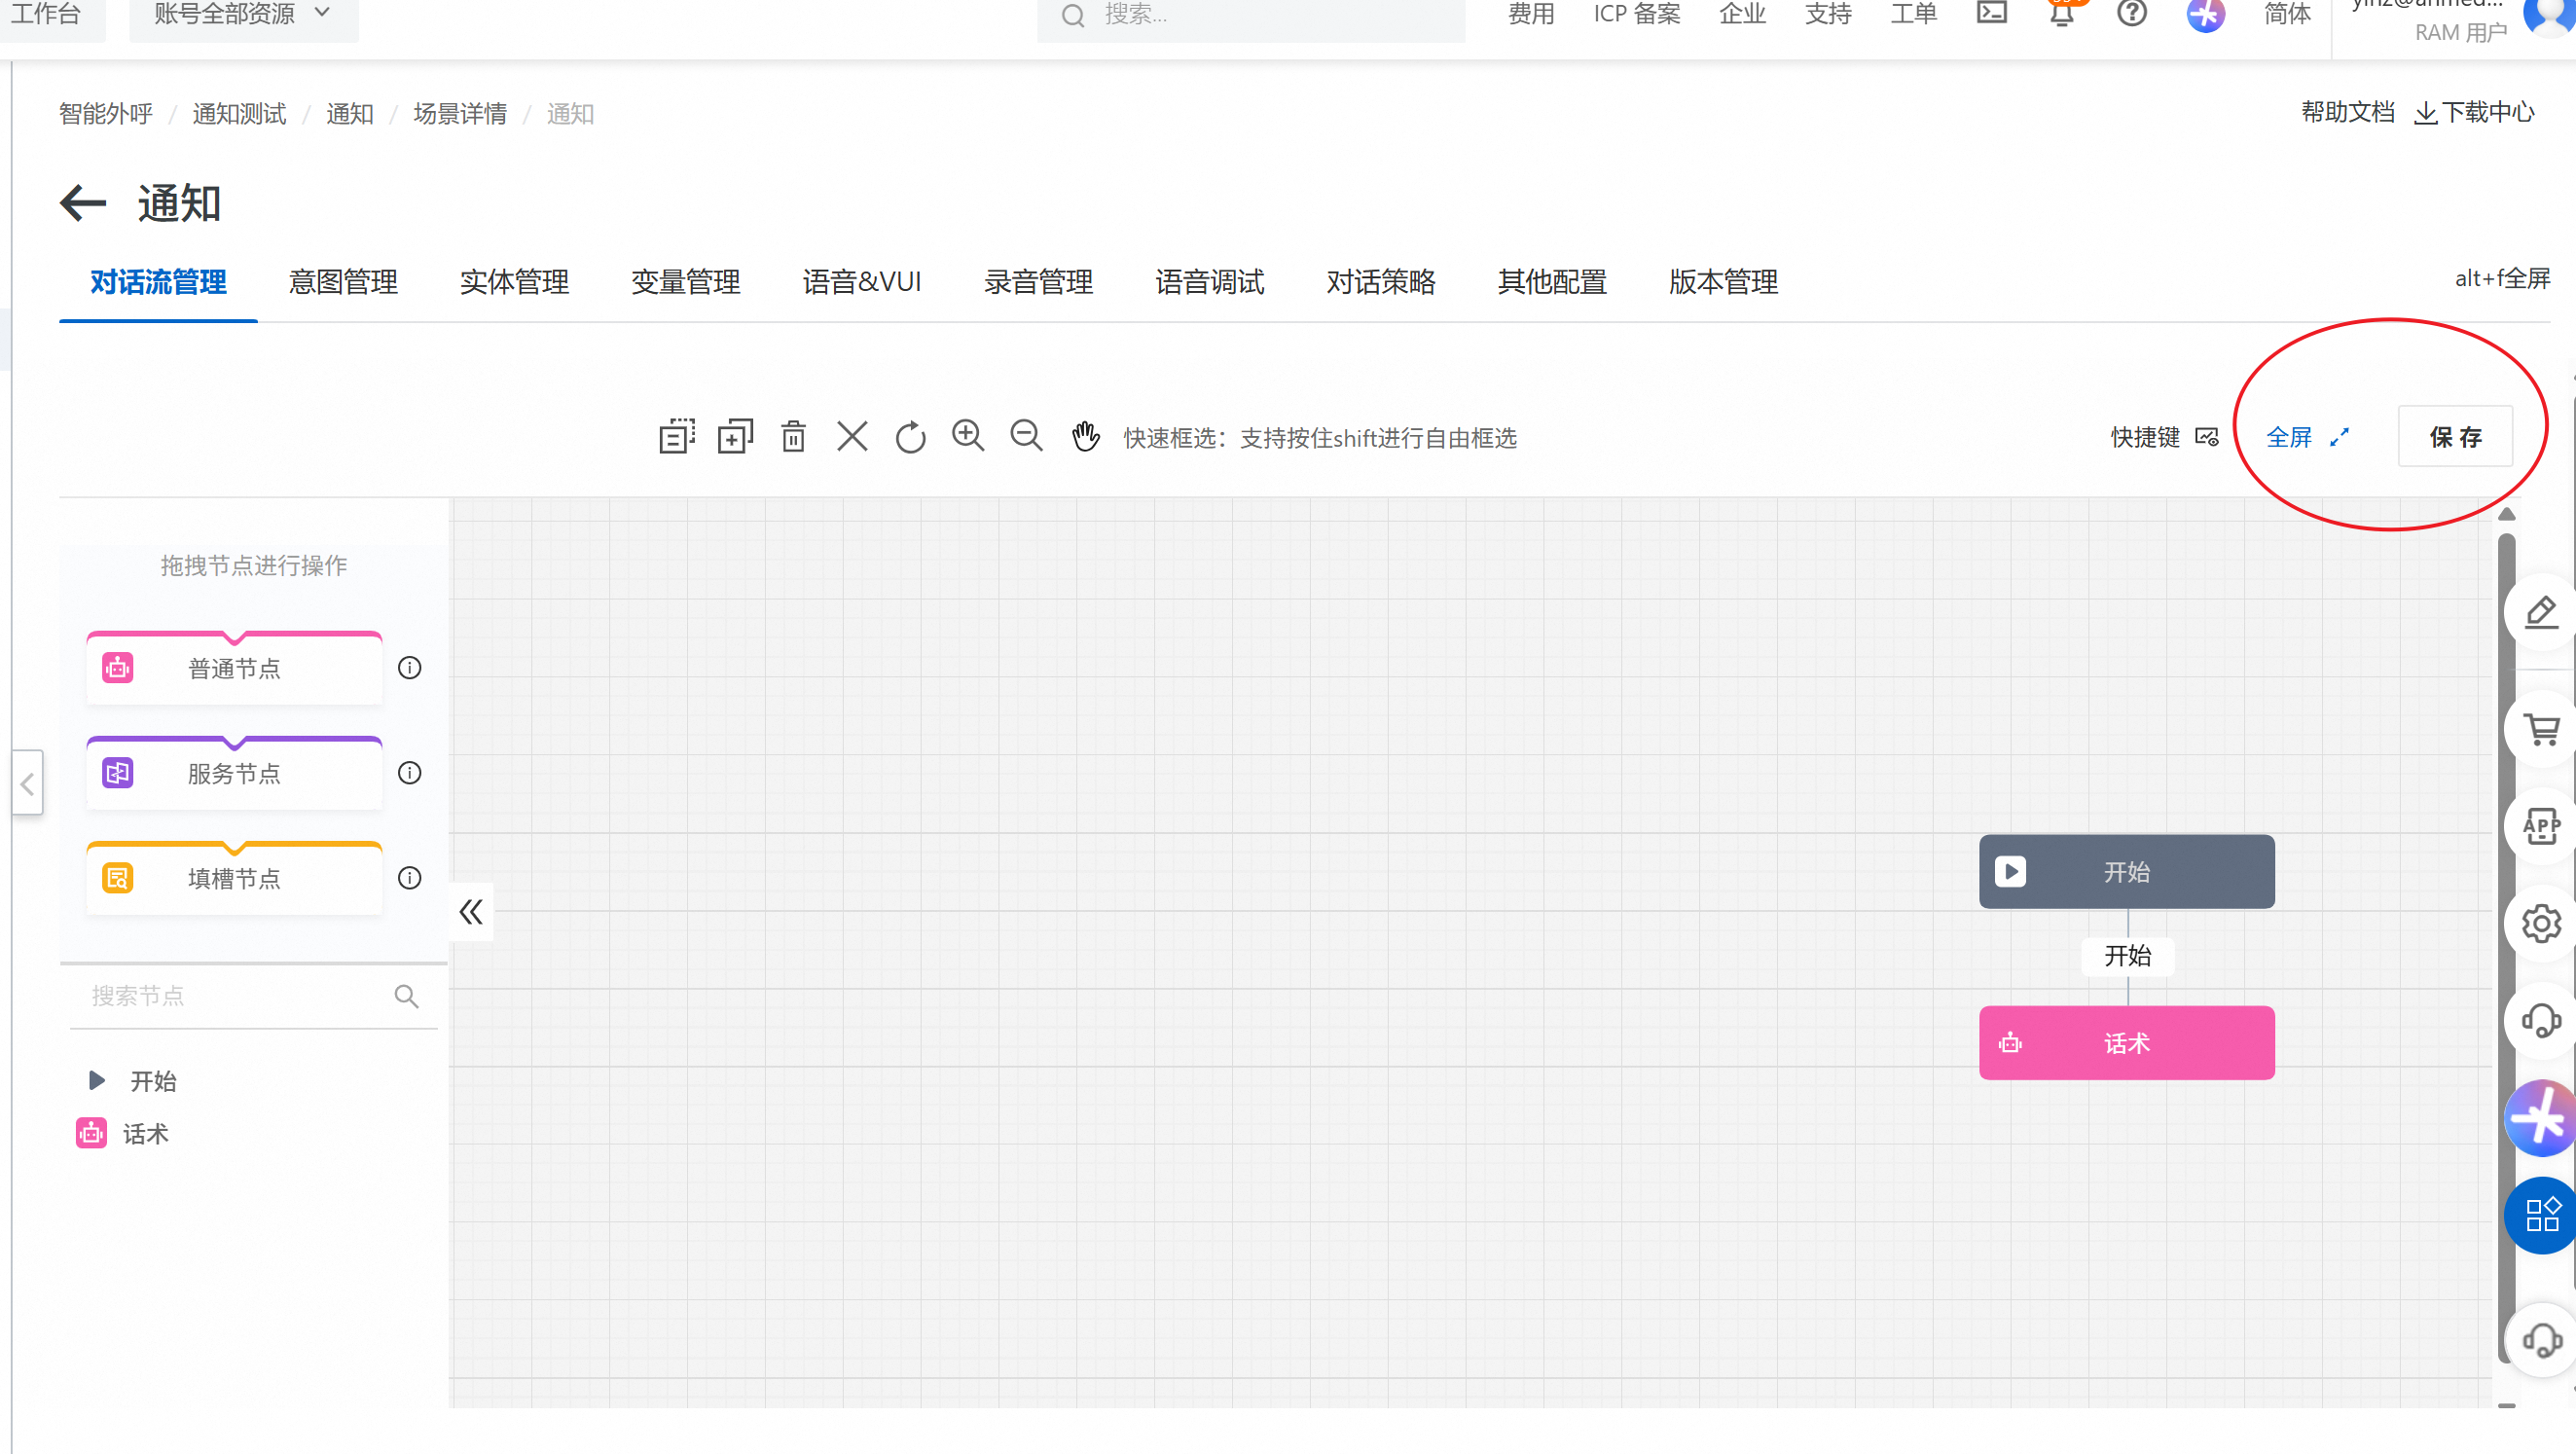 工作台 账号全部资源 搜索... 费用 ICP 备案 企业 支持 工单 简体
RAM 用户
智能外呼 / 通知测试 / 通知 / 场景详情 / 通知 帮助文档 下载中心
通知
对话流管理 意图管理 实体管理 变量管理 语音&VUI 录音管理 语音调试 对话策略 其他配置 版本管理 alt+f全屏
快速框选：支持按住shift进行自由框选 快捷键 全屏 保 存
拖拽节点进行操作
普通节点
服务节点
填槽节点
开始
开始
搜索节点
话术
开始
话术
APP